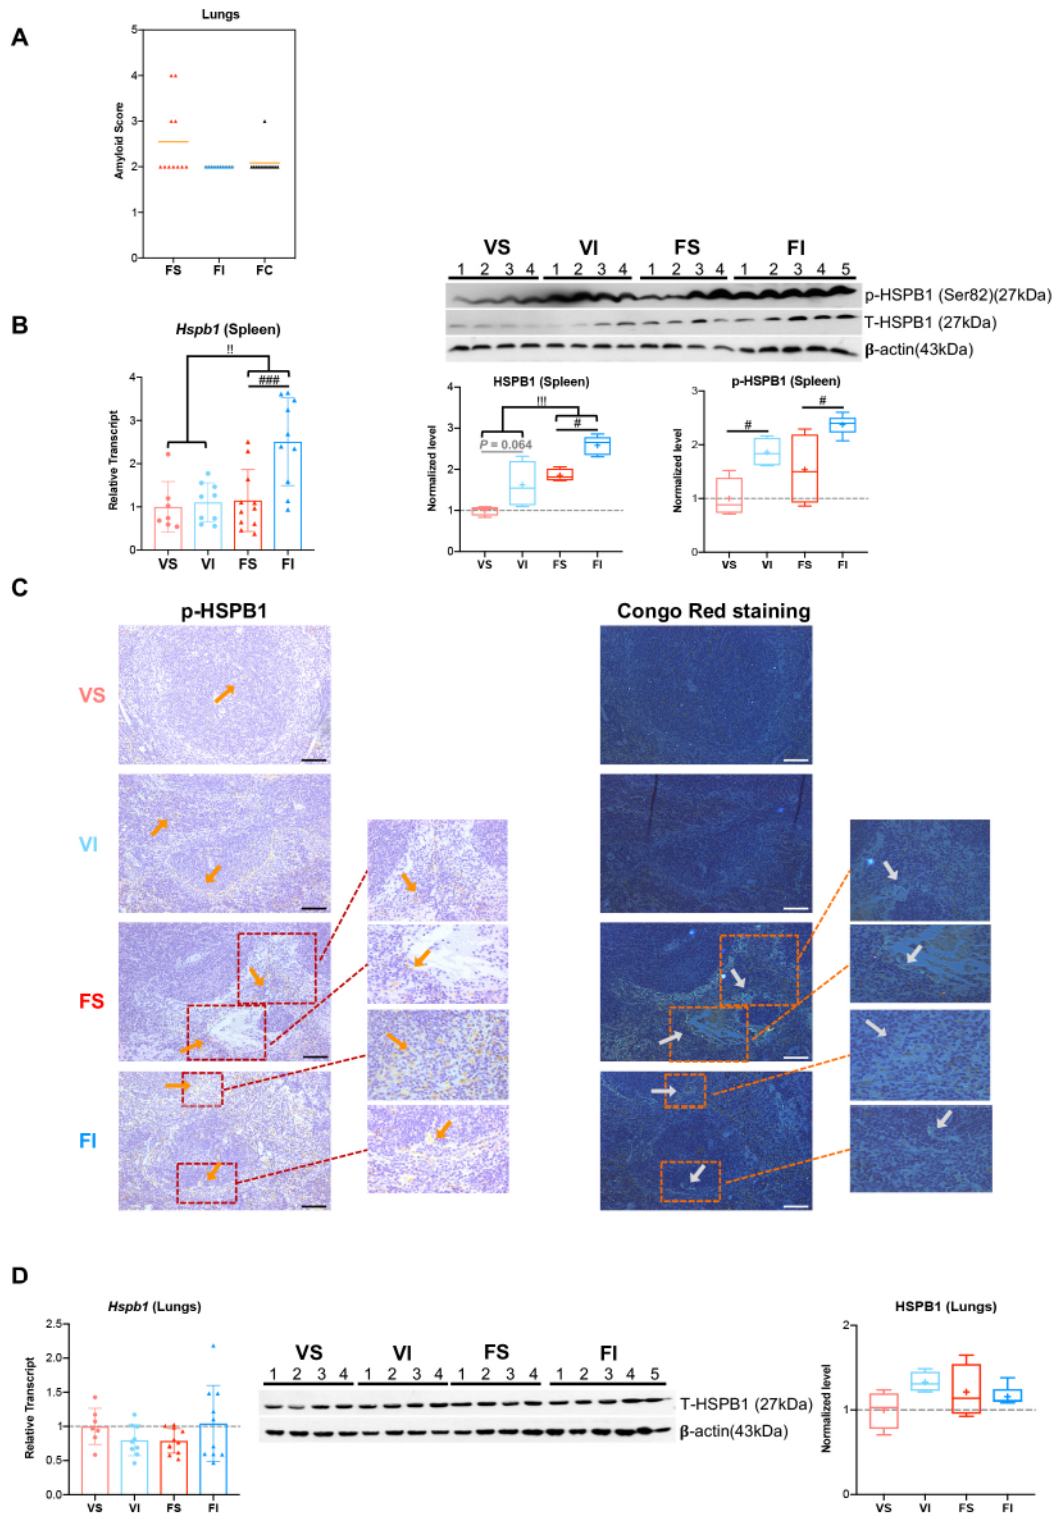 A
Lungs
Amyloid Score
5
4
3
2
1
0
FS FI FC
VS VI FS FI
1 2 3 4 1 2 3 4 1 2 3 4 1 2 3 4 5
p-HSPB1 (Ser82)(27kDa)
T-HSPB1 (27kDa)
β-actin(43kDa)
B
Hspb1 (Spleen)
Relative Transcript
4
3
2
1
0
!!
###
VS VI FS FI
HSPB1 (Spleen)
Normalized level
4
3
2
1
0
!!!
#
P = 0.064
VS VI FS FI
p-HSPB1 (Spleen)
Normalized level
3
2
1
0
#
#
VS VI FS FI
C
p-HSPB1
Congo Red staining
VS
VI
FS
FI
D
Hspb1 (Lungs)
Relative Transcript
2.5
2.0
1.5
1
0.5
0.0
VS VI FS FI
VS VI FS FI
1 2 3 4 1 2 3 4 1 2 3 4 1 2 3 4 5
T-HSPB1 (27kDa)
β-actin(43kDa)
HSPB1 (Lungs)
Normalized level
2
1
0
VS VI FS FI